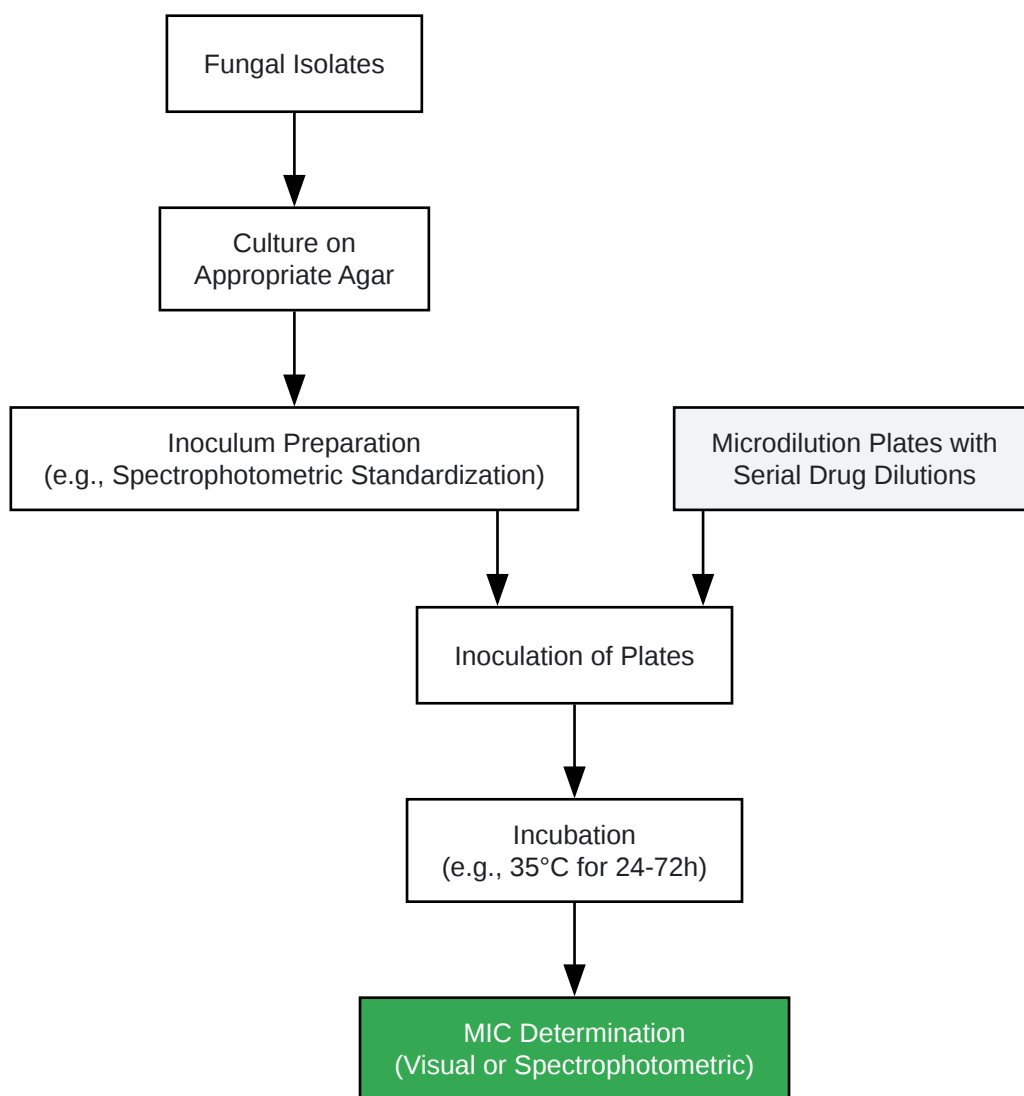 Fungal Isolates
Culture on
Appropriate Agar
Inoculum Preparation
(e.g., Spectrophotometric Standardization)
Microdilution Plates with
Serial Drug Dilutions
Inoculation of Plates
Incubation
(e.g., 35°C for 24-72h)
MIC Determination
(Visual or Spectrophotometric)